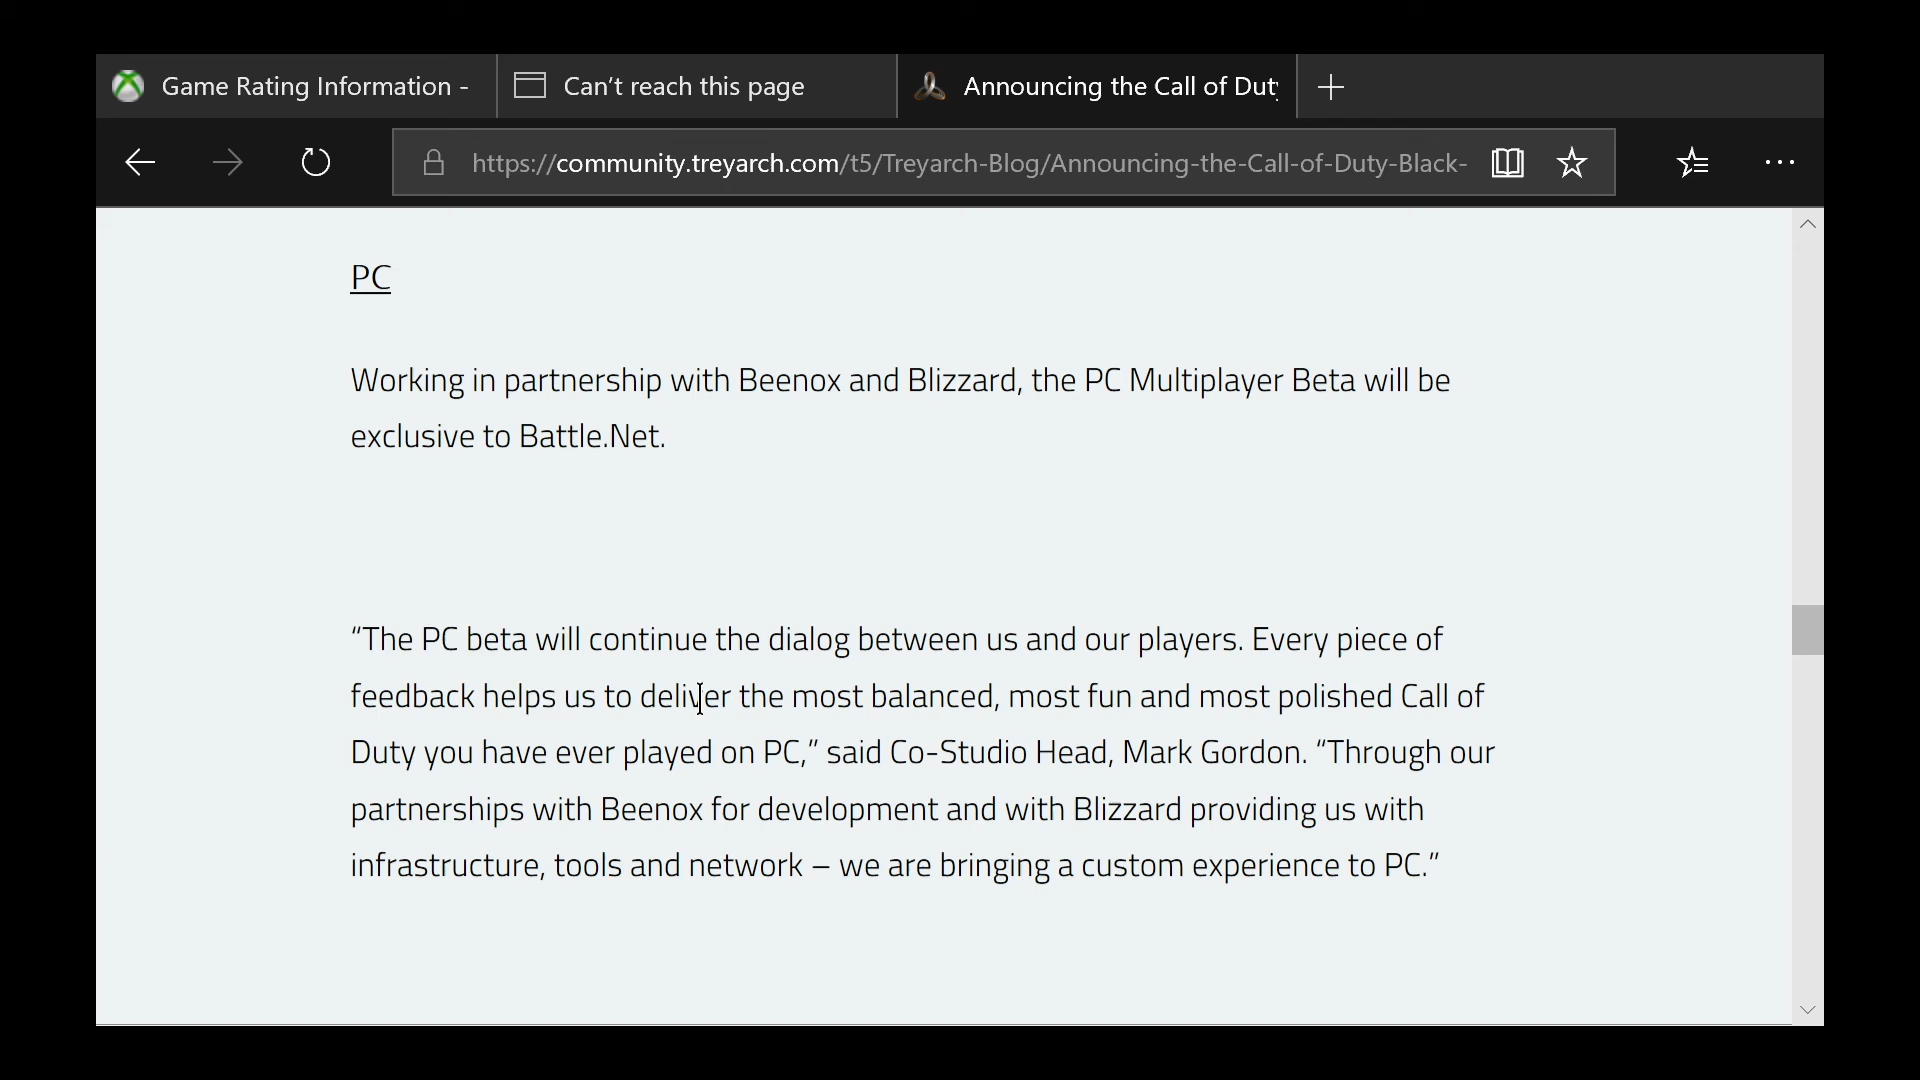 Game Rating Information -
Can’t reach this page
Announcing the Call of Duty
https://community.treyarch.com/t5/Treyarch-Blog/Announcing-the-Call-of-Duty-Black-
PC
Working in partnership with Beenox and Blizzard, the PC Multiplayer Beta will be
exclusive to Battle.Net.
“The PC beta will continue the dialog between us and our players. Every piece of
feedback helps us to deliver the most balanced, most fun and most polished Call of
Duty you have ever played on PC,” said Co-Studio Head, Mark Gordon. “Through our
partnerships with Beenox for development and with Blizzard providing us with
infrastructure, tools and network – we are bringing a custom experience to PC.”